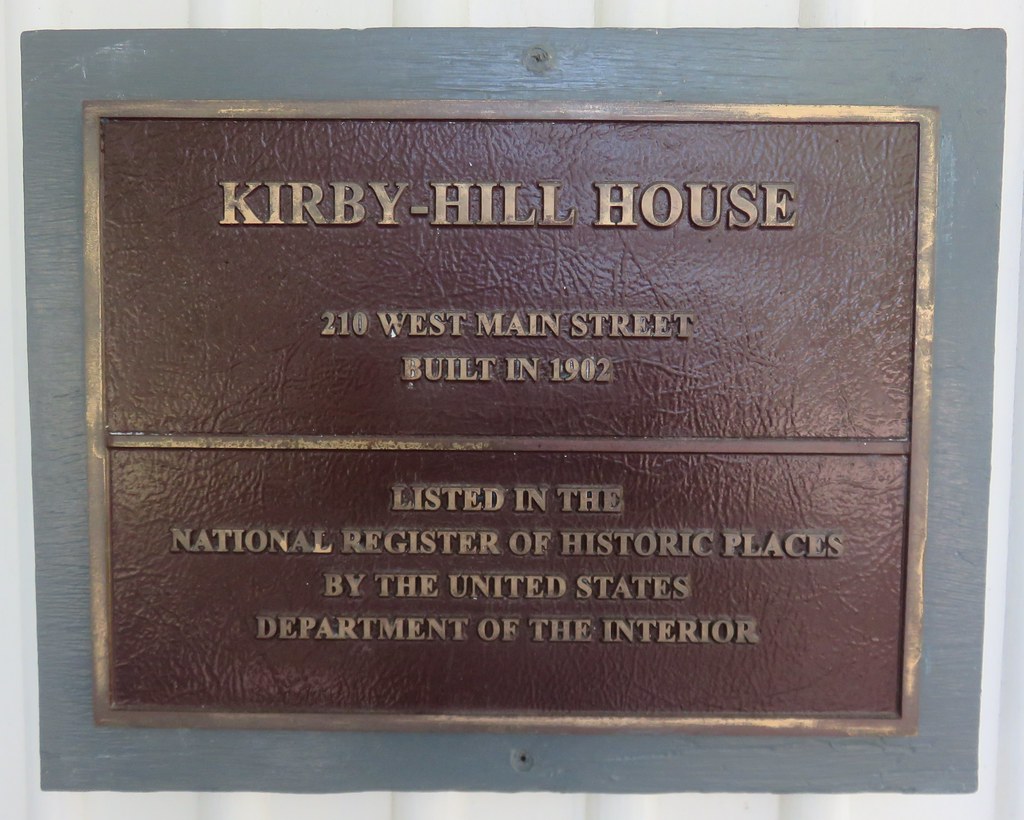 KIRBY-HILL HOUSE
210 WEST MAIN STREET
BUILT IN 1902
LISTED IN THE
NATIONAL REGISTER OF HISTORIC PLACES
BY THE UNITED STATES
DEPARTMENT OF THE INTERIOR